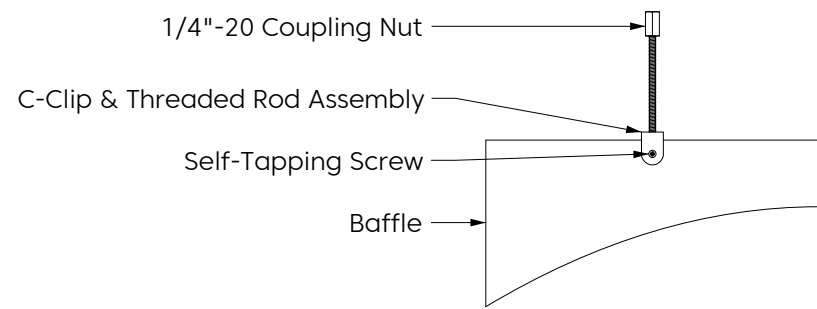 1/4"-20 Coupling Nut
C-Clip & Threaded Rod Assembly
Self-Tapping Screw
Baffle